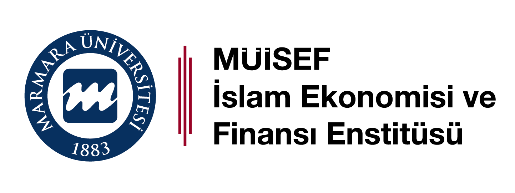 MARMARA ÜNİVERSİTESİ
m
1883
MÜİSEF
İslam Ekonomisi ve
Finansı Enstitüsü